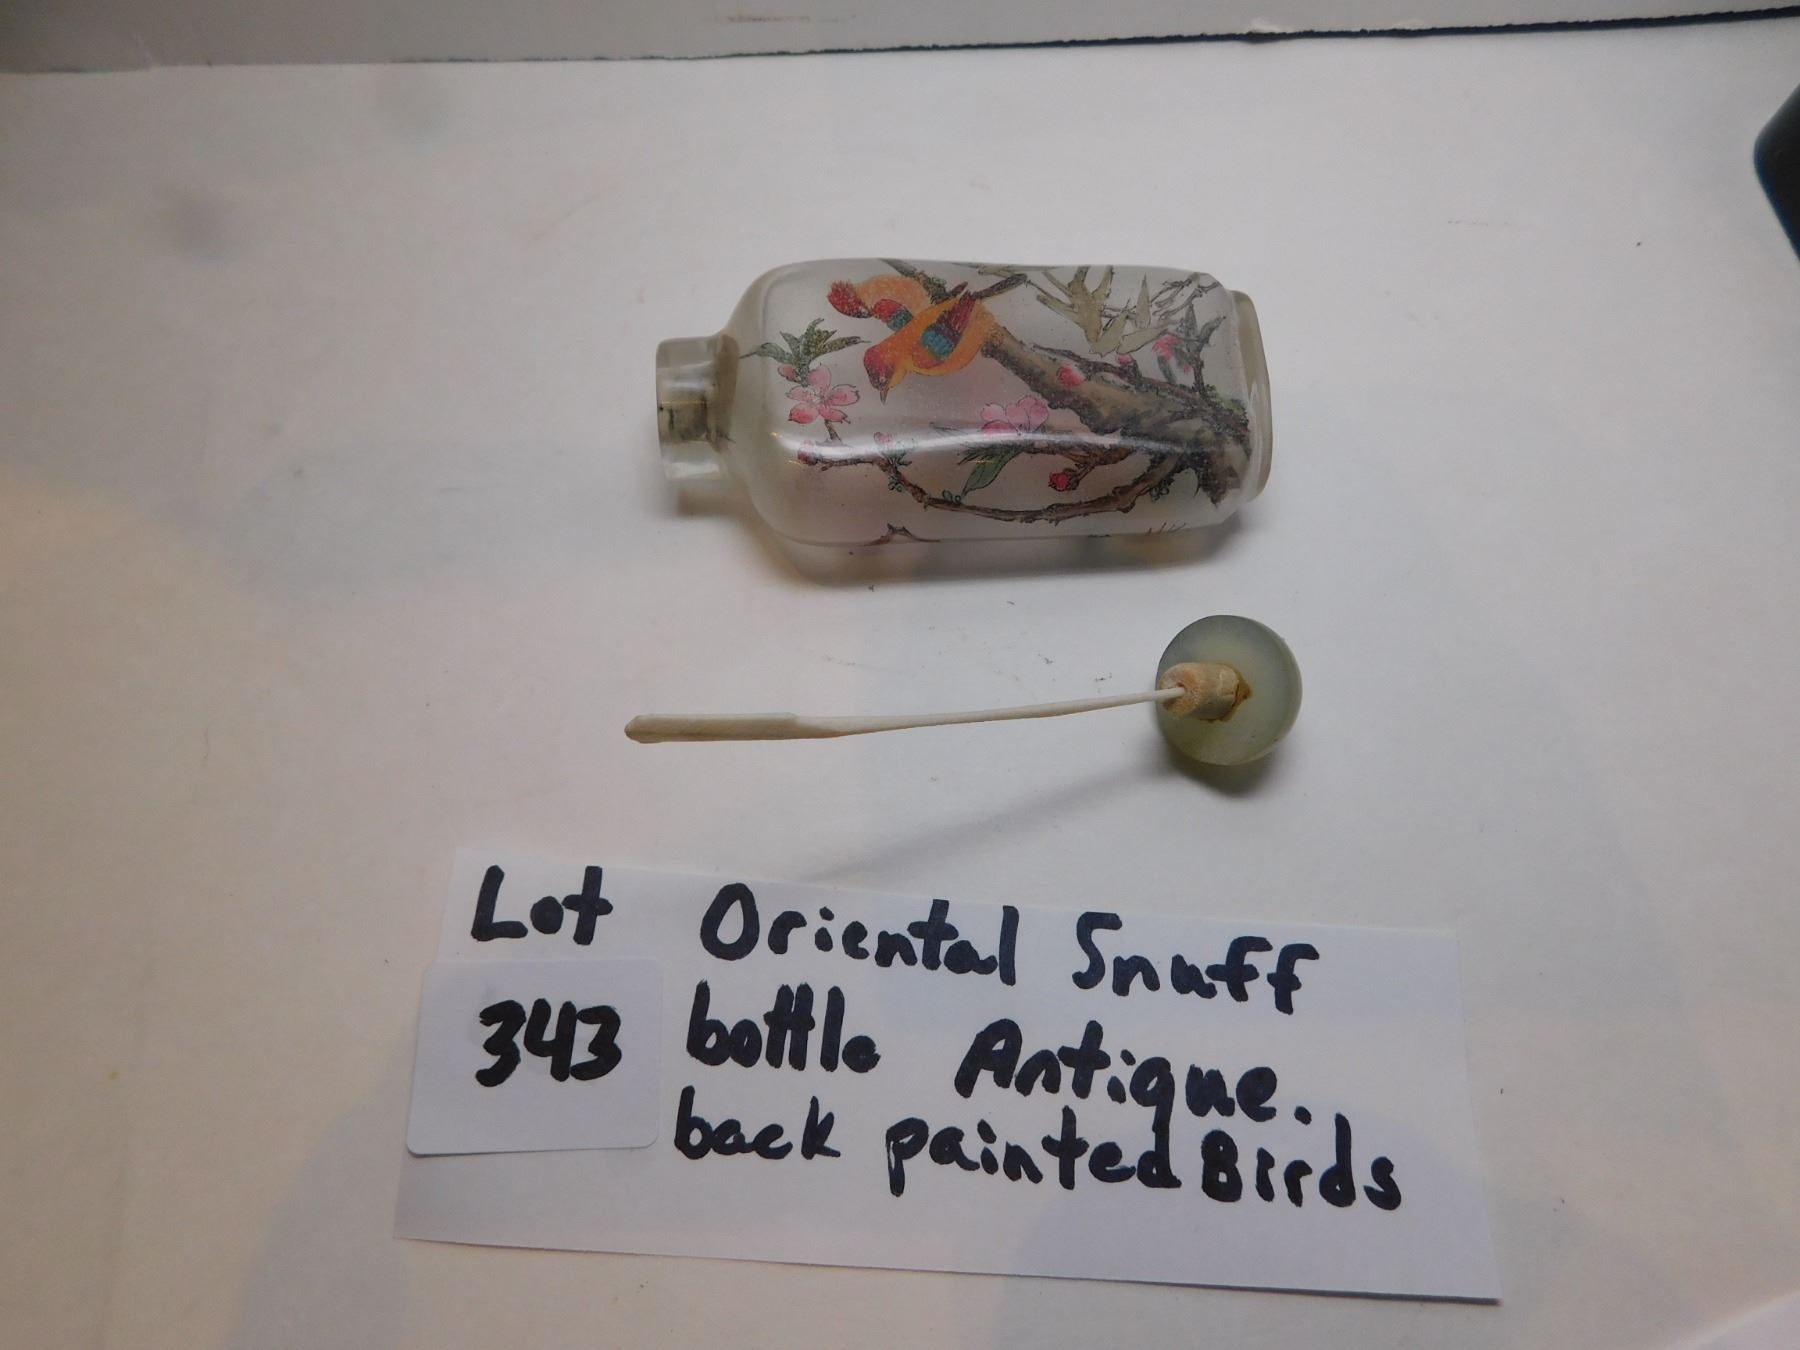 Lot Oriental Snuff
343 bottle Antique.
back painted Birds